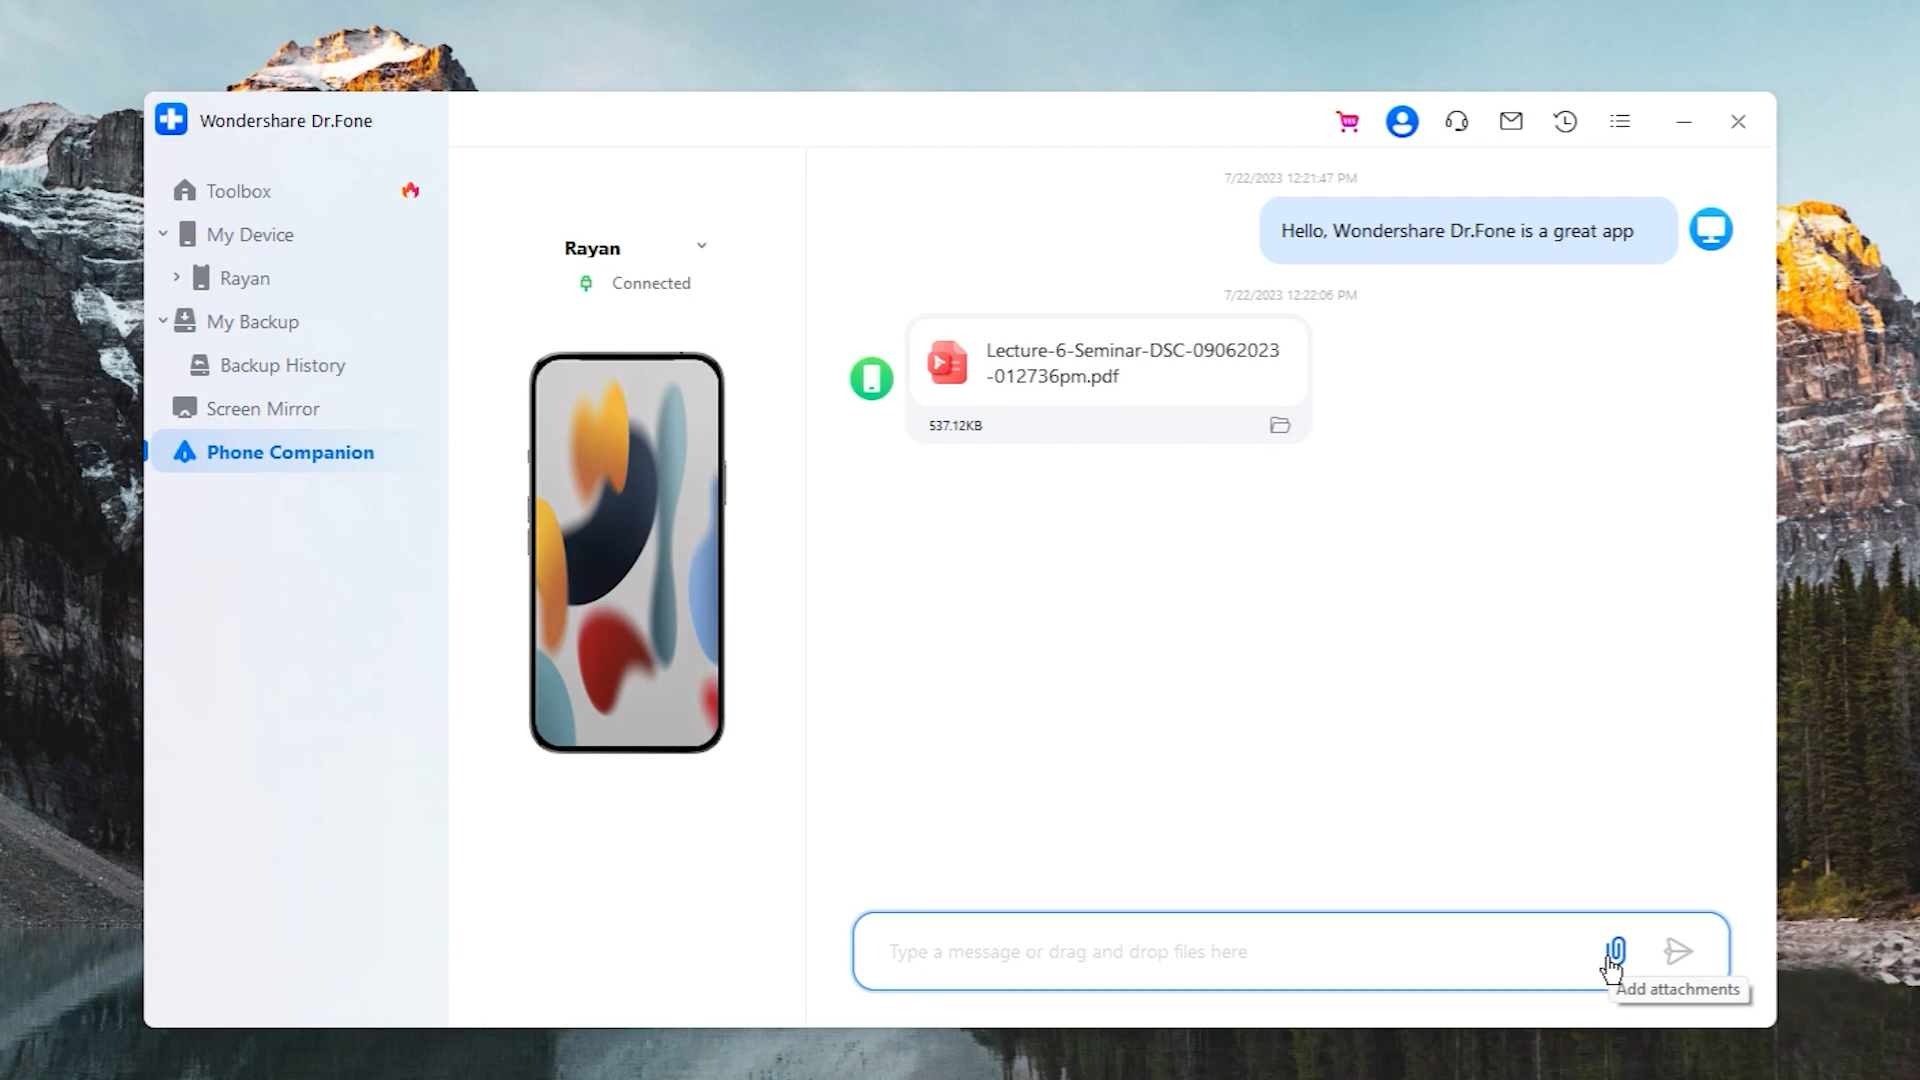 Wondershare Dr.Fone
Toolbox
My Device
Rayan
My Backup
Backup History
Screen Mirror
Phone Companion
Rayan
Connected
7/22/2023 12:21:47 PM
Hello, Wondershare Dr.Fone is a great app
7/22/2023 12:22:06 PM
Lecture-6-Seminar-DSC-09062023
-012736pm.pdf
537.12KB
Type a message or drag and drop files here
Add attachments